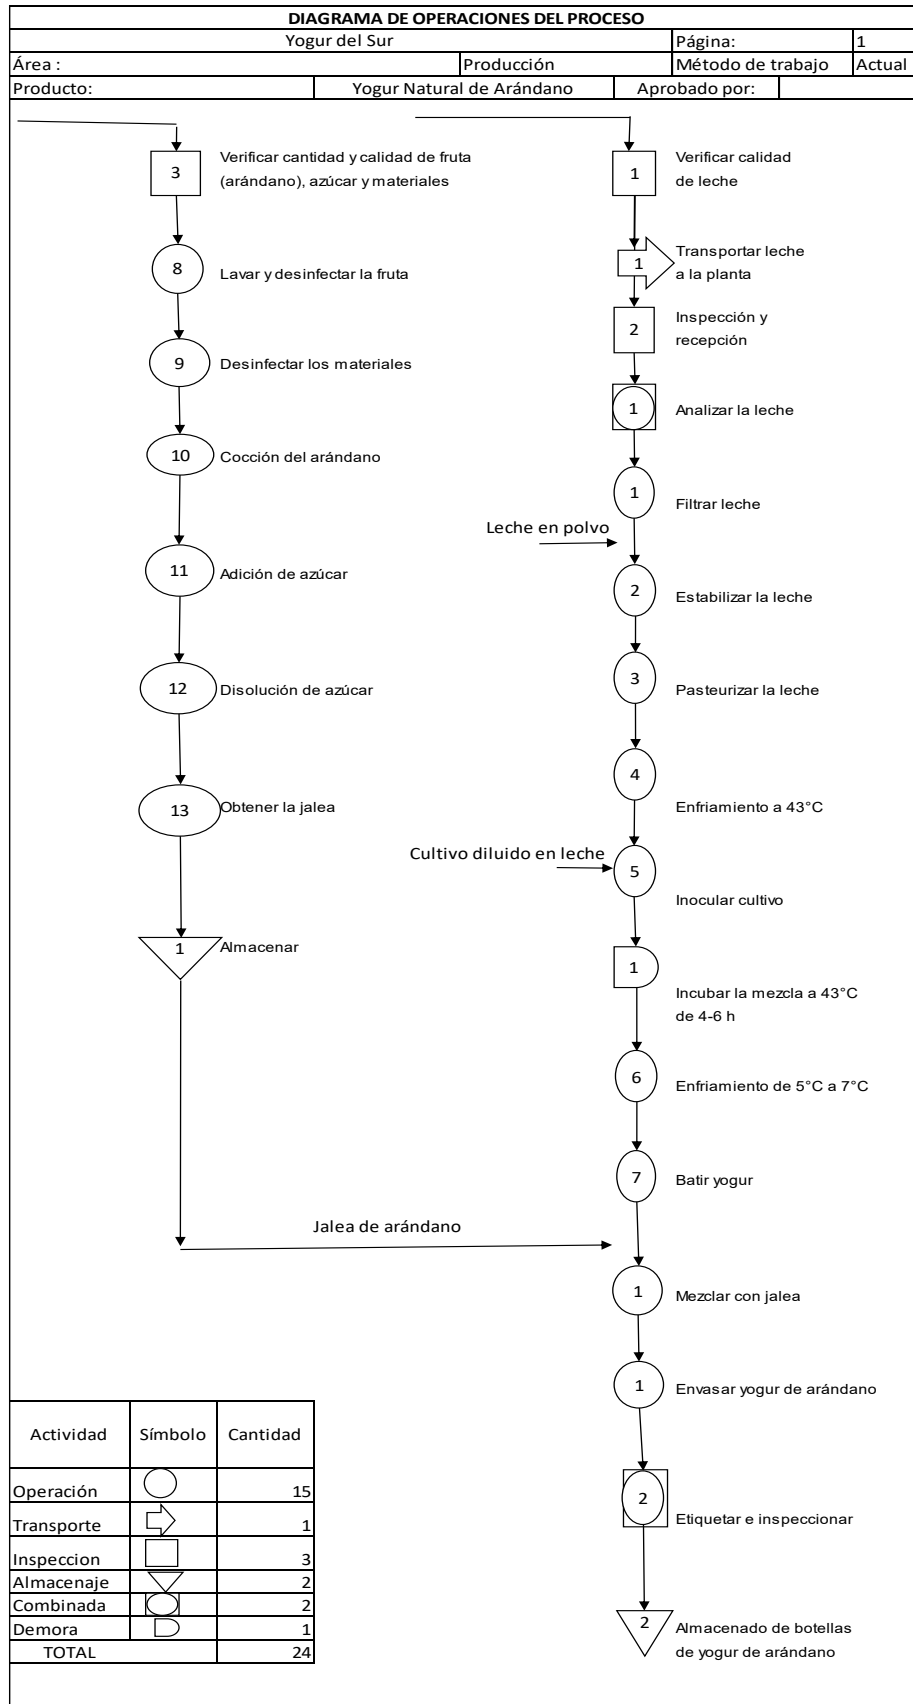 DIAGRAMA DE OPERACIONES DEL PROCESO
Yogur del Sur Página: 1
Área : Producción Método de trabajo Actual
Producto: Yogur Natural de Arándano Aprobado por:
3 Verificar cantidad y calidad de fruta
(arándano), azúcar y materiales
8 Lavar y desinfectar la fruta
9 Desinfectar los materiales
10 Cocción del arándano
11 Adición de azúcar
12 Disolución de azúcar
13 Obtener la jalea
1 Almacenar
Jalea de arándano
1 Verificar calidad
de leche
1 Transportar leche
a la planta
2 Inspección y
recepción
1 Analizar la leche
1 Filtrar leche
Leche en polvo
2 Estabilizar la leche
3 Pasteurizar la leche
4 Enfriamiento a 43°C
Cultivo diluido en leche
5 Inocular cultivo
1 Incubar la mezcla a 43°C
de 4-6 h
6 Enfriamiento de 5°C a 7°C
7 Batir yogur
1 Mezclar con jalea
1 Envasar yogur de arándano
2 Etiquetar e inspeccionar
2 Almacenado de botellas
de yogur de arándano
Actividad Símbolo Cantidad
Operación 15
Transporte 1
Inspeccion 3
Almacenaje 2
Combinada 2
Demora 1
TOTAL 24